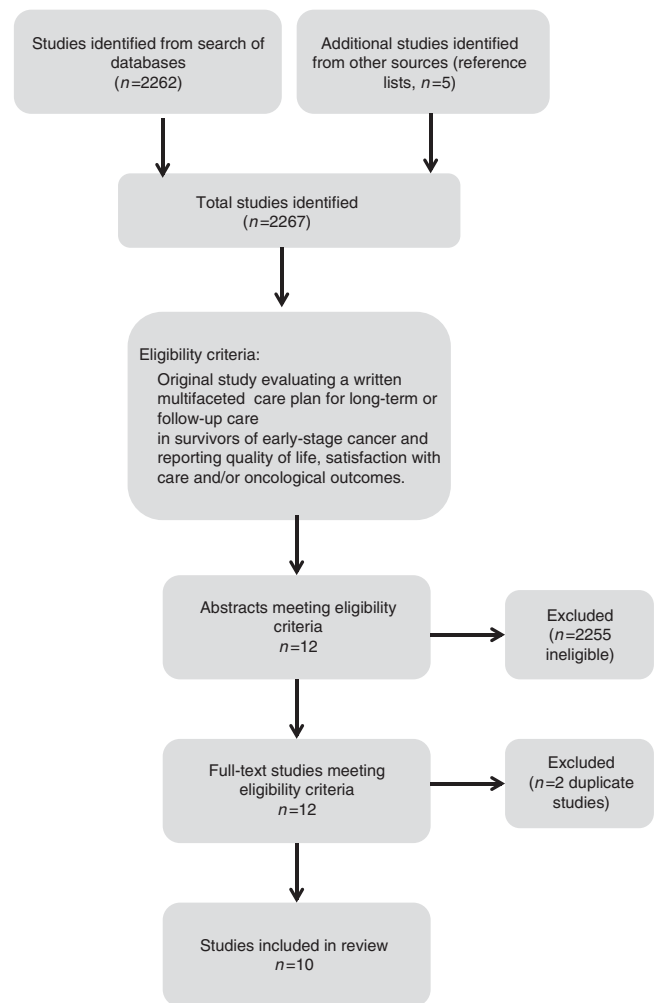 Studies identified from search of
databases
(n=2262)
Additional studies identified
from other sources (reference
lists, n=5)
Total studies identified
(n=2267)
Eligibility criteria:
Original study evaluating a written
multifaceted care plan for long-term or
follow-up care
in survivors of early-stage cancer and
reporting quality of life, satisfaction with
care and/or oncological outcomes.
Abstracts meeting eligibility
criteria
n=12
Excluded
(n=2255
ineligible)
Full-text studies meeting
eligibility criteria
n=12
Excluded
(n=2 duplicate
studies)
Studies included in review
n=10